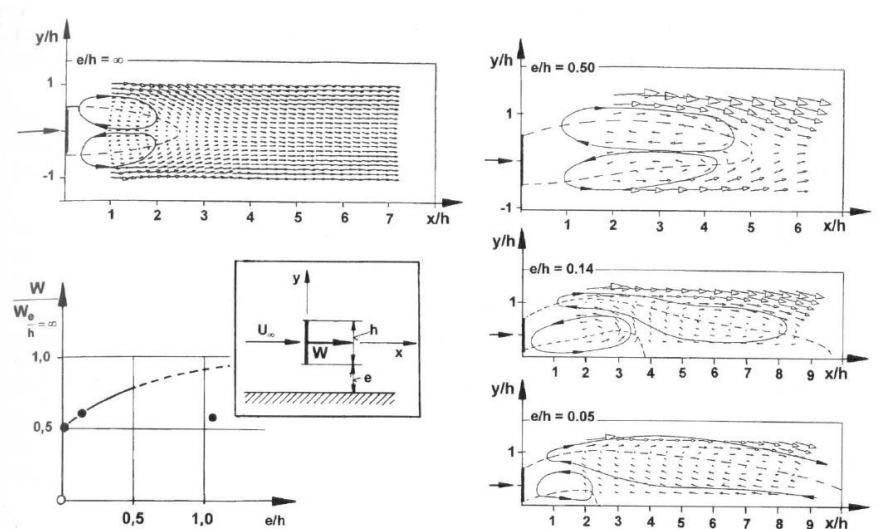 y/h
e/h = ∞
1
-1
1 2 3 4 5 6 7 x/h
y/h
e/h = 0.50
1
-1
1 2 3 4 5 6 x/h
y/h
e/h = 0.14
1
1 2 3 4 5 6 7 8 9 x/h
y/h
e/h = 0.05
1
1 2 3 4 5 6 7 8 9 x/h
W
W e/h = ∞
1,0
0,5
0,5 1,0 e/h
y
U∞
h
W
x
e